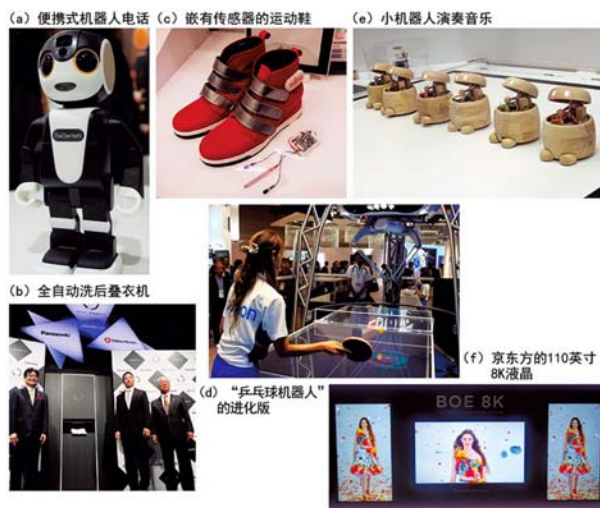 (a) 便携式机器人电话
(c) 嵌有传感器的运动鞋
(e) 小机器人演奏音乐
(b) 全自动洗后叠衣机
Panasonic
(d) “乒乓球机器人”
的进化版
(f) 京东方的110英寸
8K液晶
BOE 8K